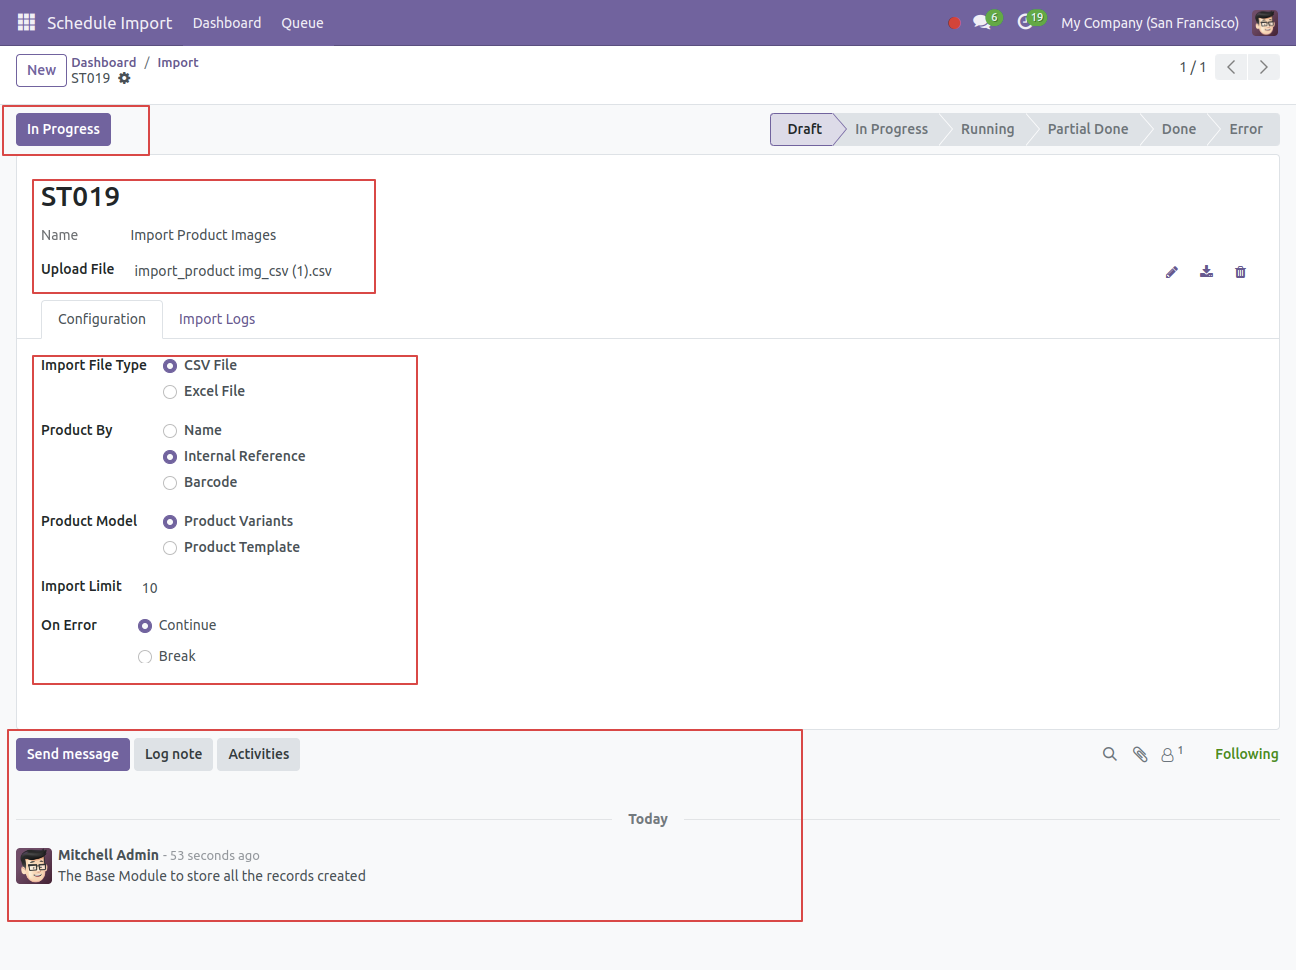 Schedule Import Dashboard Queue 6 19 My Company (San Francisco)
New Dashboard / Import 1 / 1
ST019
In Progress Draft In Progress Running Partial Done Done Error
ST019
Name Import Product Images
Upload File import_product img_csv (1).csv
Configuration Import Logs
Import File Type CSV File
Excel File
Product By Name
Internal Reference
Barcode
Product Model Product Variants
Product Template
Import Limit 10
On Error Continue
Break
Send message Log note Activities 1 Following
Today
Mitchell Admin - 53 seconds ago
The Base Module to store all the records created